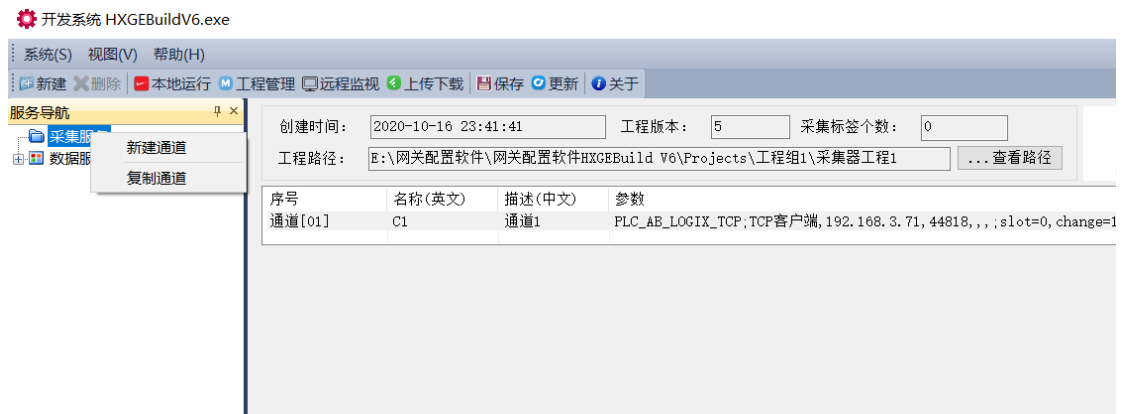 开发系统 HXGEBuildV6.exe
系统(S) 视图(V) 帮助(H)
新建 删除 本地运行 工程管理 远程监视 上传下载 保存 更新 关于
服务导航
采集服
数据服
新建通道
复制通道
创建时间： 2020-10-16 23:41:41 工程版本： 5 采集标签个数： 0
工程路径： E:\网关配置软件\网关配置软件HXGEBuild V6\Projects\工程组1\采集器工程1 ...查看路径
序号 名称(英文) 描述(中文) 参数
通道[01] C1 通道1 PLC_AB_LOGIX_TCP;TCP客户端,192.168.3.71,44818,,,;slot=0,change=1